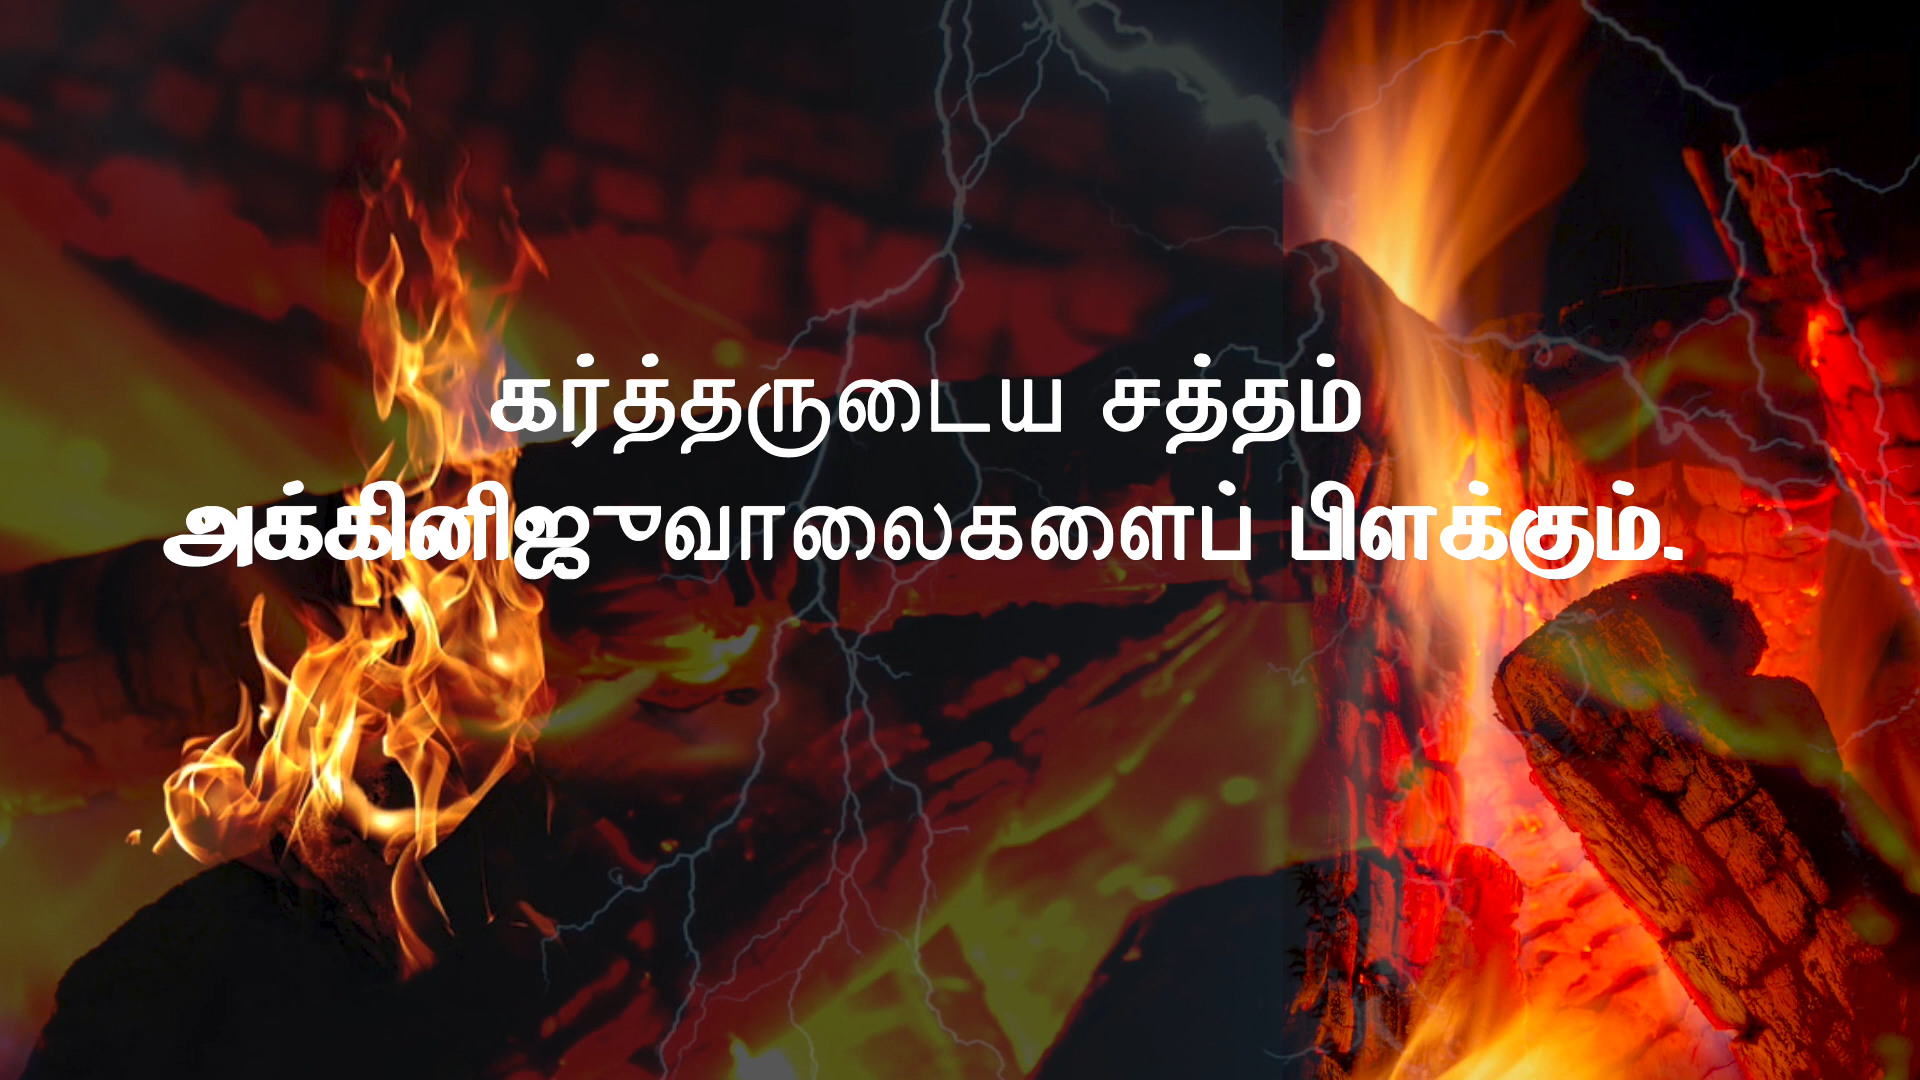 கர்த்தருடைய சத்தம்
அக்கினிஜுவாலைகளைப் பிளக்கும்.